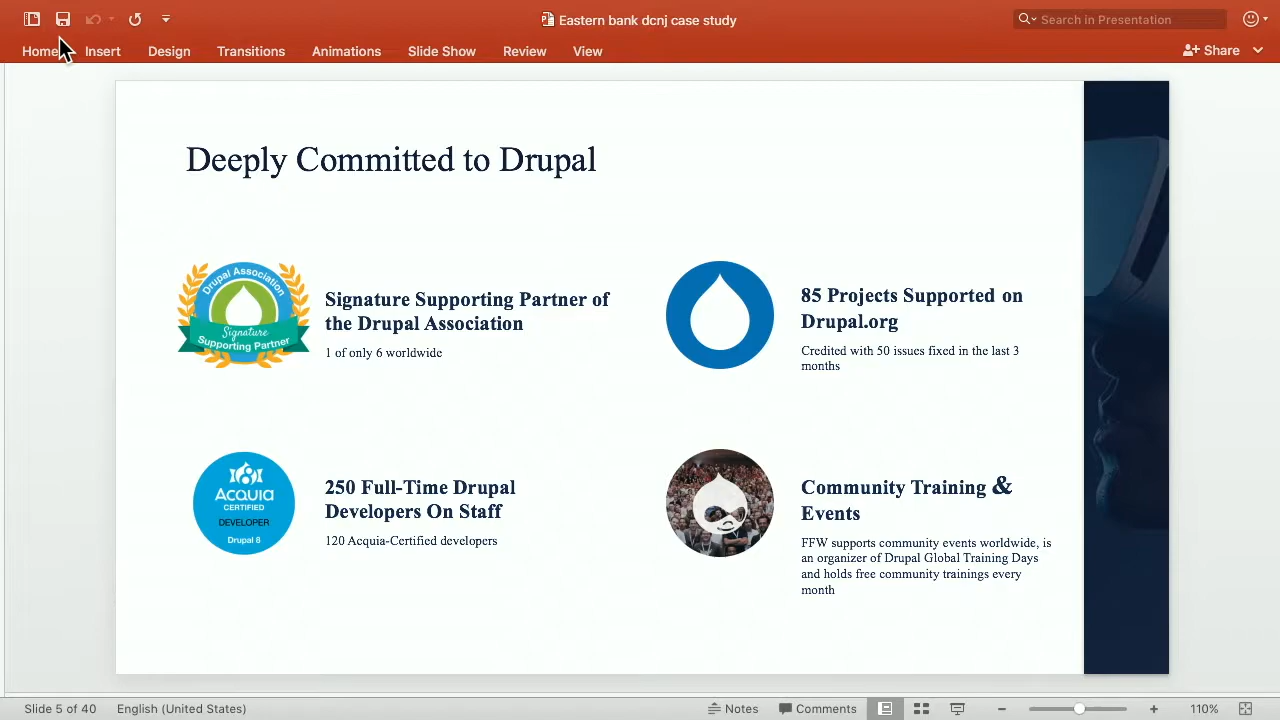 Eastern bank dcnj case study
Search in Presentation
Home Insert Design Transitions Animations Slide Show Review View
Share
Deeply Committed to Drupal
Drupal Association
Signature
Supporting Partner
Signature Supporting Partner of
the Drupal Association
1 of only 6 worldwide
85 Projects Supported on
Drupal.org
Credited with 50 issues fixed in the last 3
months
ACQUIA
CERTIFIED
DEVELOPER
Drupal 8
250 Full-Time Drupal
Developers On Staff
120 Acquia-Certified developers
Community Training &
Events
FFW supports community events worldwide, is
an organizer of Drupal Global Training Days
and holds free community trainings every
month
Slide 5 of 40 English (United States) Notes Comments 110%